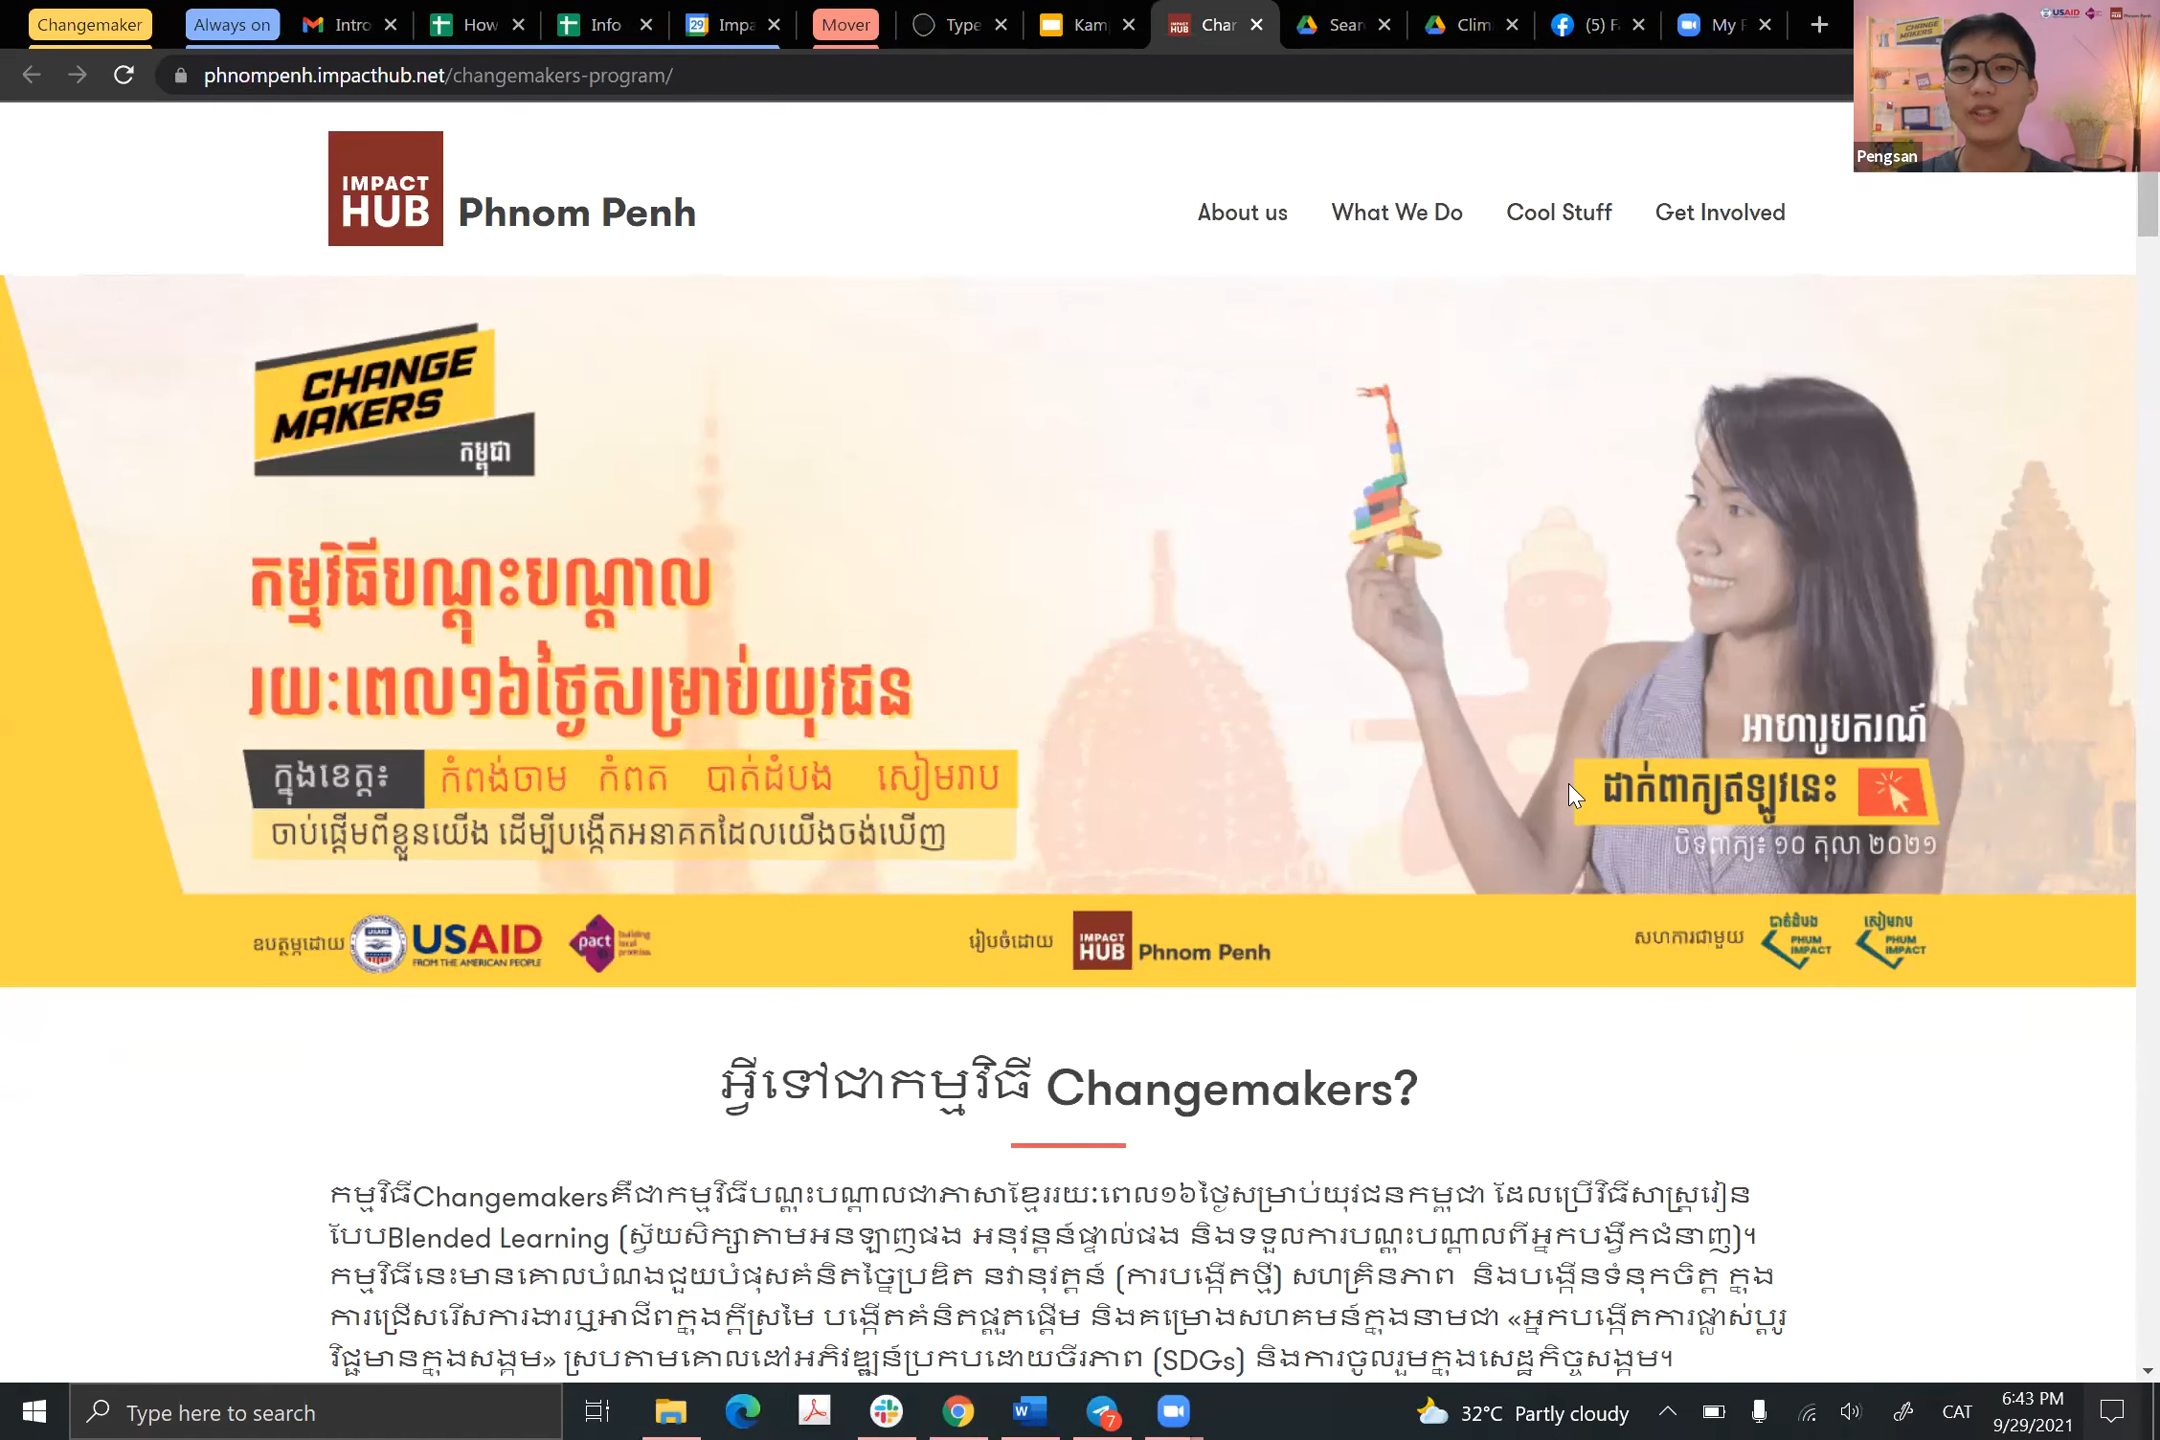 Changemaker Always on Intro How Info Impa Mover Type Kam Char Sear Clim (5) F My F
phnompenh.impacthub.net/changemakers-program/
Pengsan
IMPACT HUB Phnom Penh
About us What We Do Cool Stuff Get Involved
CHANGE
MAKERS
កម្ពុជា
កម្មវិធីបណ្តុះបណ្តាល
រយៈពេល១៦ថ្ងៃសម្រាប់យុវជន
ក្នុងខេត្ត៖ កំពង់ចាម កំពត បាត់ដំបង សៀមរាប
ចាប់ផ្តើមពីខ្លួនយើង ដើម្បីបង្កើតអនាគតដែលយើងចង់ឃើញ
អាហារូបករណ៍
ដាក់ពាក្យឥឡូវនេះ
បិទពាក្យ៖ ១០ តុលា ២០២១
ឧបត្ថម្ភដោយ USAID FROM THE AMERICAN PEOPLE pact building local promise.
រៀបចំដោយ IMPACT HUB Phnom Penh
សហការជាមួយ បាត់ដំបង PHUM IMPACT សៀមរាប PHUM IMPACT
អ្វីទៅជាកម្មវិធី Changemakers?
កម្មវិធីChangemakersគឺជាកម្មវិធីបណ្ដុះបណ្ដាលជាភាសាខ្មែររយៈពេល១៦ថ្ងៃសម្រាប់យុវជនកម្ពុជា ដែលប្រើវិធីសាស្ត្ររៀន
បែបBlended Learning (ស្វ័យសិក្សាតាមអនឡាញផង អនុវត្តន៍ផ្ទាល់ផង និងទទួលការបណ្ដុះបណ្ដាលពីអ្នកបង្វឹកជំនាញ)។
កម្មវិធីនេះមានគោលបំណងជួយបំផុសគំនិតច្នៃប្រឌិត នវានុវត្តន៍ (ការបង្កើតថ្មី) សហគ្រិនភាព និងបង្កើនទំនុកចិត្ត ក្នុង
ការជ្រើសរើសការងារឬអាជីពក្នុងក្ដីស្រមៃ បង្កើតគំនិតផ្តួតផ្តើម និងគម្រោងសហគមន៍ក្នុងនាមជា «អ្នកបង្កើតការផ្លាស់ប្ដូរ
វិជ្ជមានក្នុងសង្គម» ស្របតាមគោលដៅអភិវឌ្ឍន៍ប្រកបដោយចីរភាព (SDGs) និងការចូលរួមក្នុងសេដ្ឋកិច្ចសង្គម។
Type here to search
7
32°C Partly cloudy CAT
6:43 PM
9/29/2021